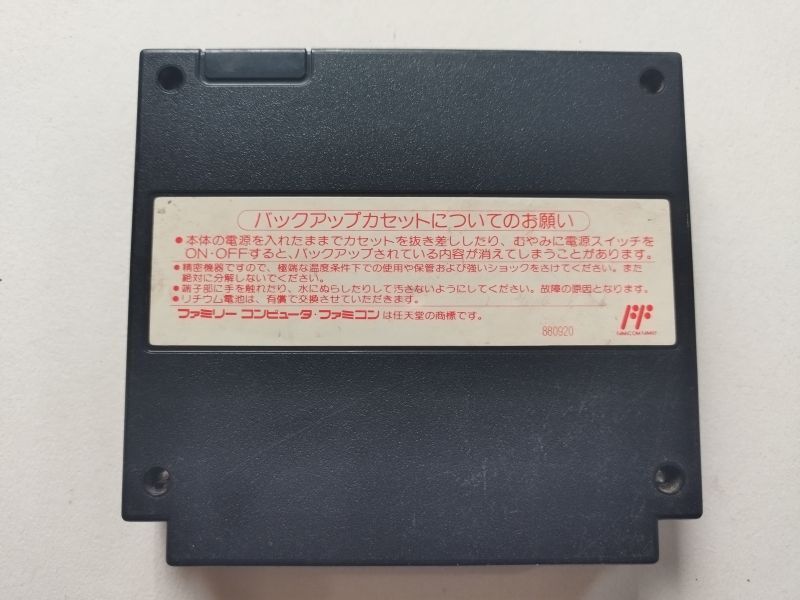 バックアップカセットについてのお願い
●本体の電源を入れたままでカセットを抜き差ししたり、むやみに電源スイッチを
ON・OFFすると、バックアップされている内容が消えてしまうことがあります。
●精密機器ですので、極端な温度条件下での使用や保管および強いショックをさけてください。また
絶対に分解しないでください。
●端子部に手を触れたり、水にぬらしたりして汚さないようにしてください。故障の原因となります。
●リチウム電池は、有償で交換させていただきます。
ファミリー コンピュータ・ファミコンは任天堂の商標です。
880920
FF